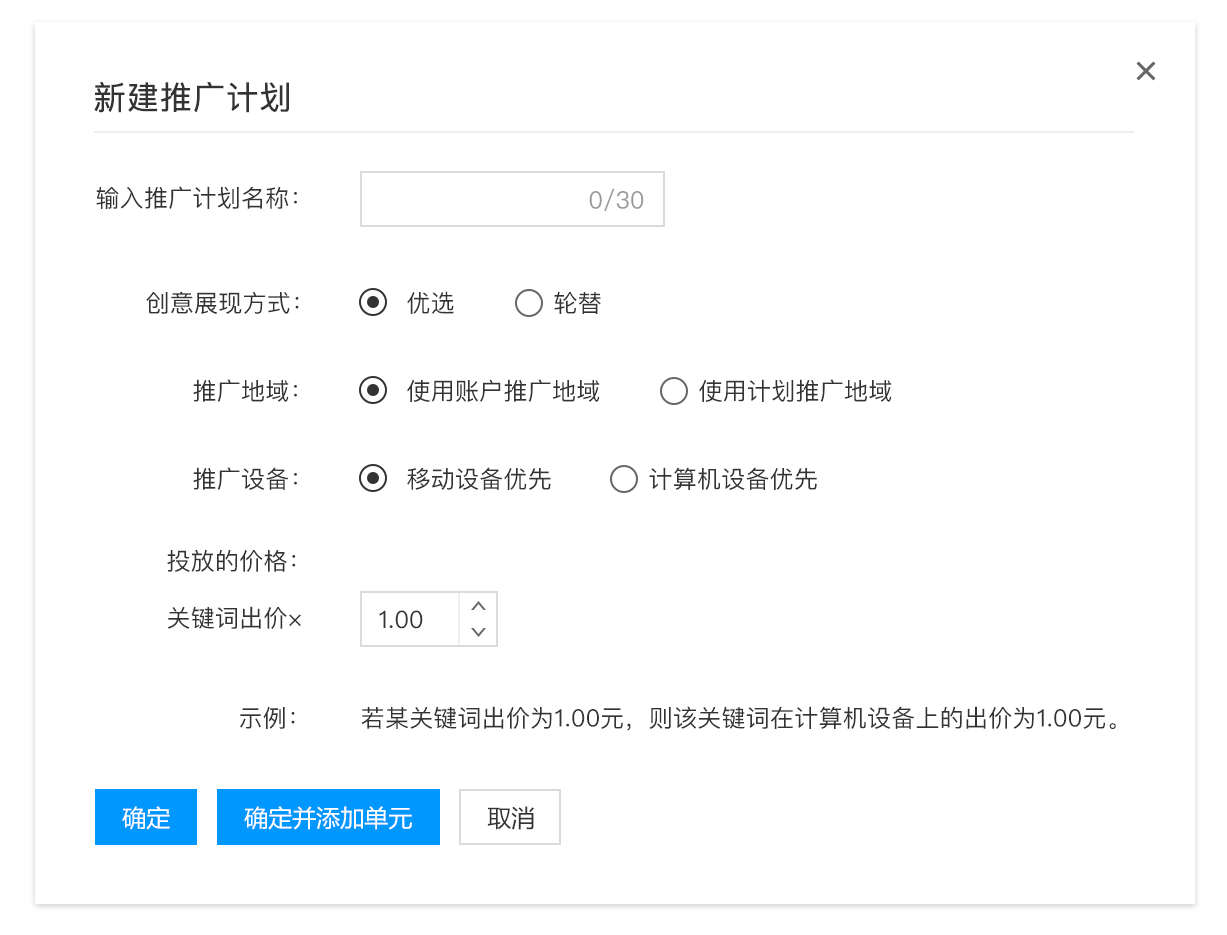 新建推广计划
输入推广计划名称： 0/30
创意展现方式： 优选 轮替
推广地域： 使用账户推广地域 使用计划推广地域
推广设备： 移动设备优先 计算机设备优先
投放的价格：
关键词出价× 1.00
示例： 若某关键词出价为1.00元，则该关键词在计算机设备上的出价为1.00元。
确定 确定并添加单元 取消